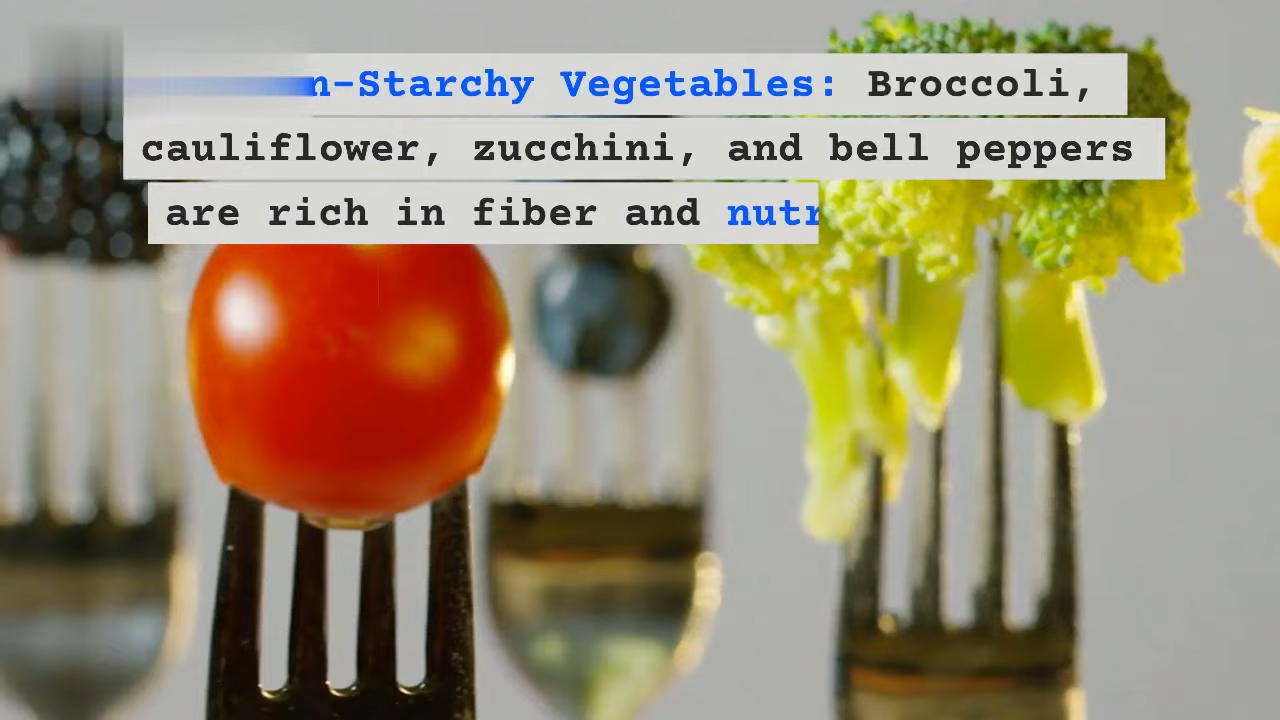 n-Starchy Vegetables: Broccoli,
cauliflower, zucchini, and bell peppers
are rich in fiber and nutr